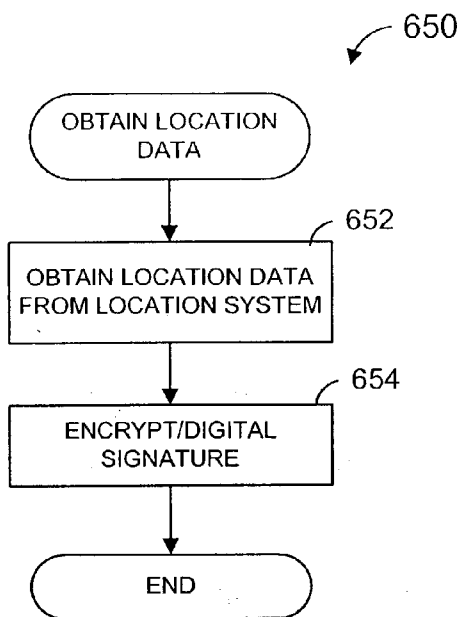 650
OBTAIN LOCATION
DATA
652
OBTAIN LOCATION DATA
FROM LOCATION SYSTEM
654
ENCRYPT/DIGITAL
SIGNATURE
END